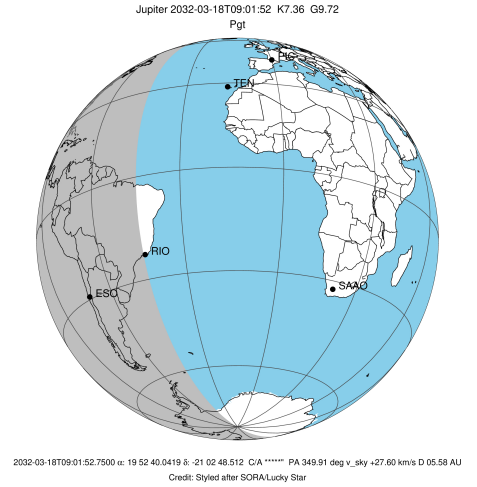 Jupiter 2032-03-18T09:01:52 K7.36 G9.72
Pgt
PIC
TEN
RIO
ESO
SAAO
2032-03-18T09:01:52.7500 α: 19 52 40.0419 δ: -21 02 48.512 C/A *****" PA 349.91 deg v_sky +27.60 km/s D 05.58 AU
Credit: Styled after SORA/Lucky Star